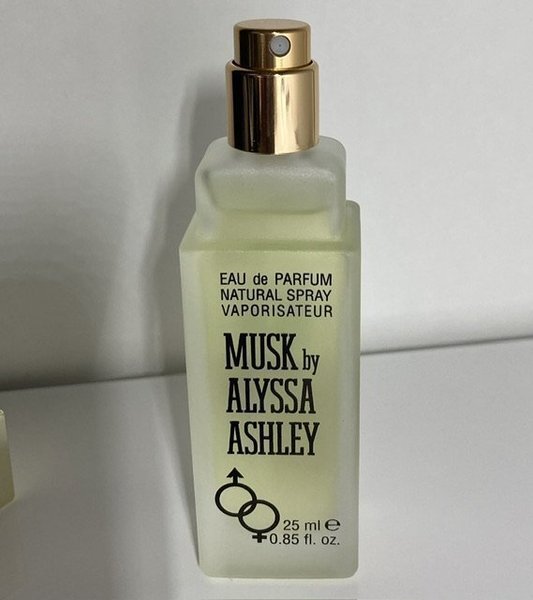 EAU de PARFUM
NATURAL SPRAY
VAPORISATEUR
MUSK by
ALYSSA
ASHLEY
25 ml ℮
0.85 fl. oz.